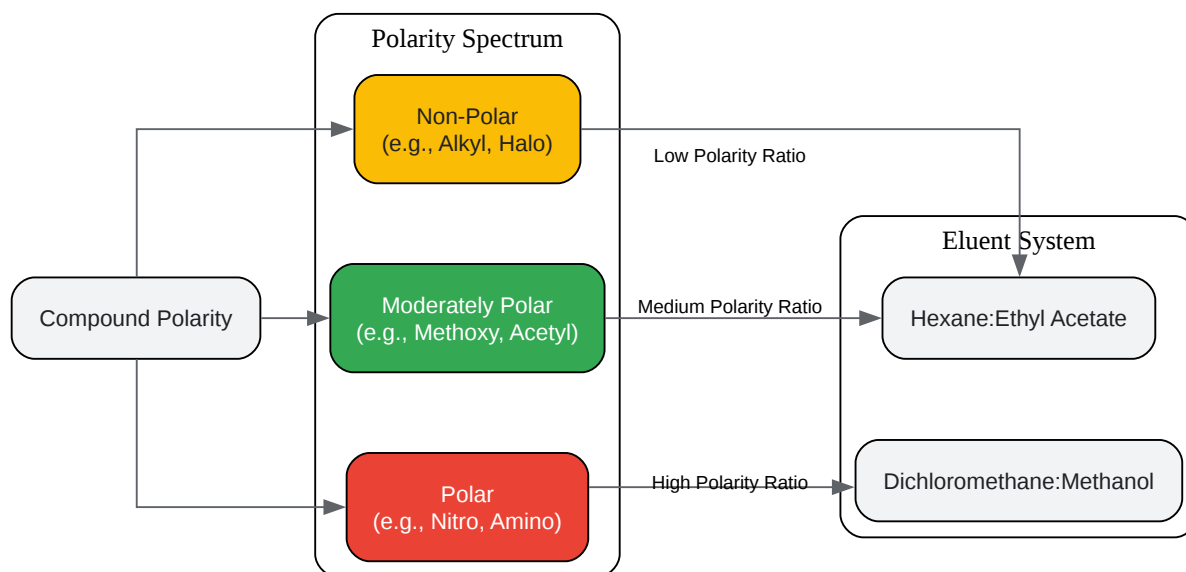 Polarity Spectrum
Non-Polar
(e.g., Alkyl, Halo)
Low Polarity Ratio
Eluent System
Compound Polarity
Moderately Polar
(e.g., Methoxy, Acetyl)
Medium Polarity Ratio
Hexane:Ethyl Acetate
Polar
(e.g., Nitro, Amino)
High Polarity Ratio
Dichloromethane:Methanol